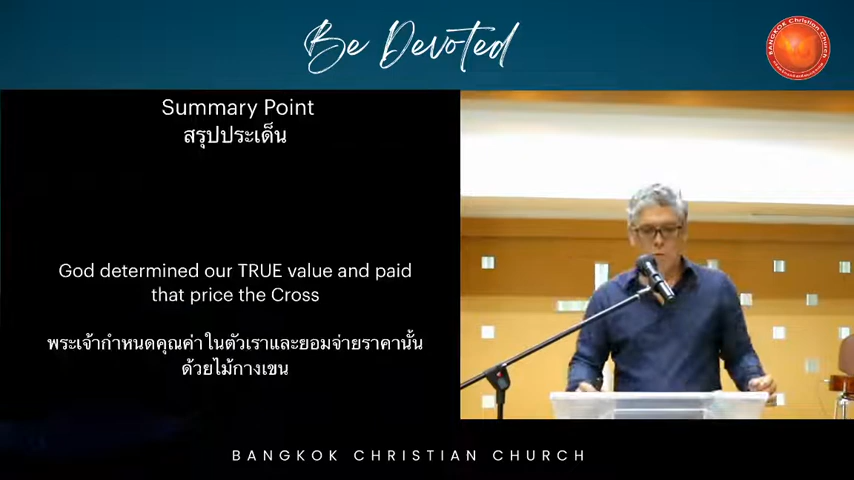 Be Devoted
BANGKOK Christian Church
Summary Point
สรุปประเด็น
God determined our TRUE value and paid
that price the Cross
พระเจ้ากำหนดคุณค่าในตัวเราและยอมจ่ายราคานั้น
ด้วยไม้กางเขน
BANGKOK CHRISTIAN CHURCH